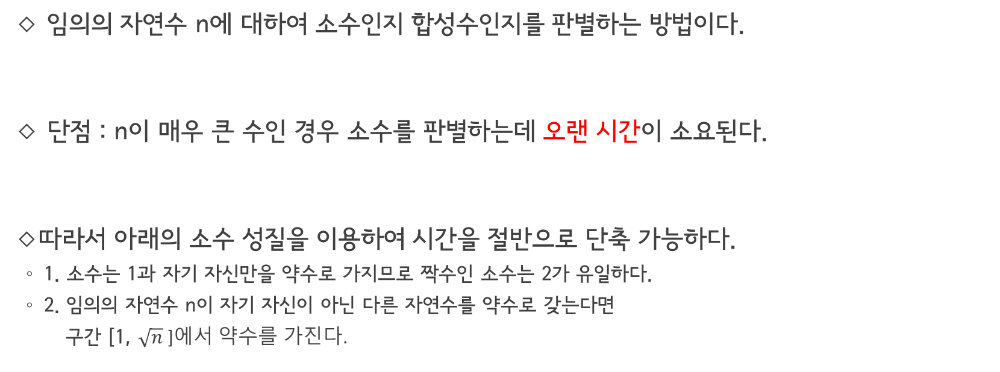 ◇ 임의의 자연수 n에 대하여 소수인지 합성수인지를 판별하는 방법이다.
◇ 단점 : n이 매우 큰 수인 경우 소수를 판별하는데 오랜 시간이 소요된다.
◇따라서 아래의 소수 성질을 이용하여 시간을 절반으로 단축 가능하다.
◦ 1. 소수는 1과 자기 자신만을 약수로 가지므로 짝수인 소수는 2가 유일하다.
◦ 2. 임의의 자연수 n이 자기 자신이 아닌 다른 자연수를 약수로 갖는다면
구간 [1, √n ]에서 약수를 가진다.